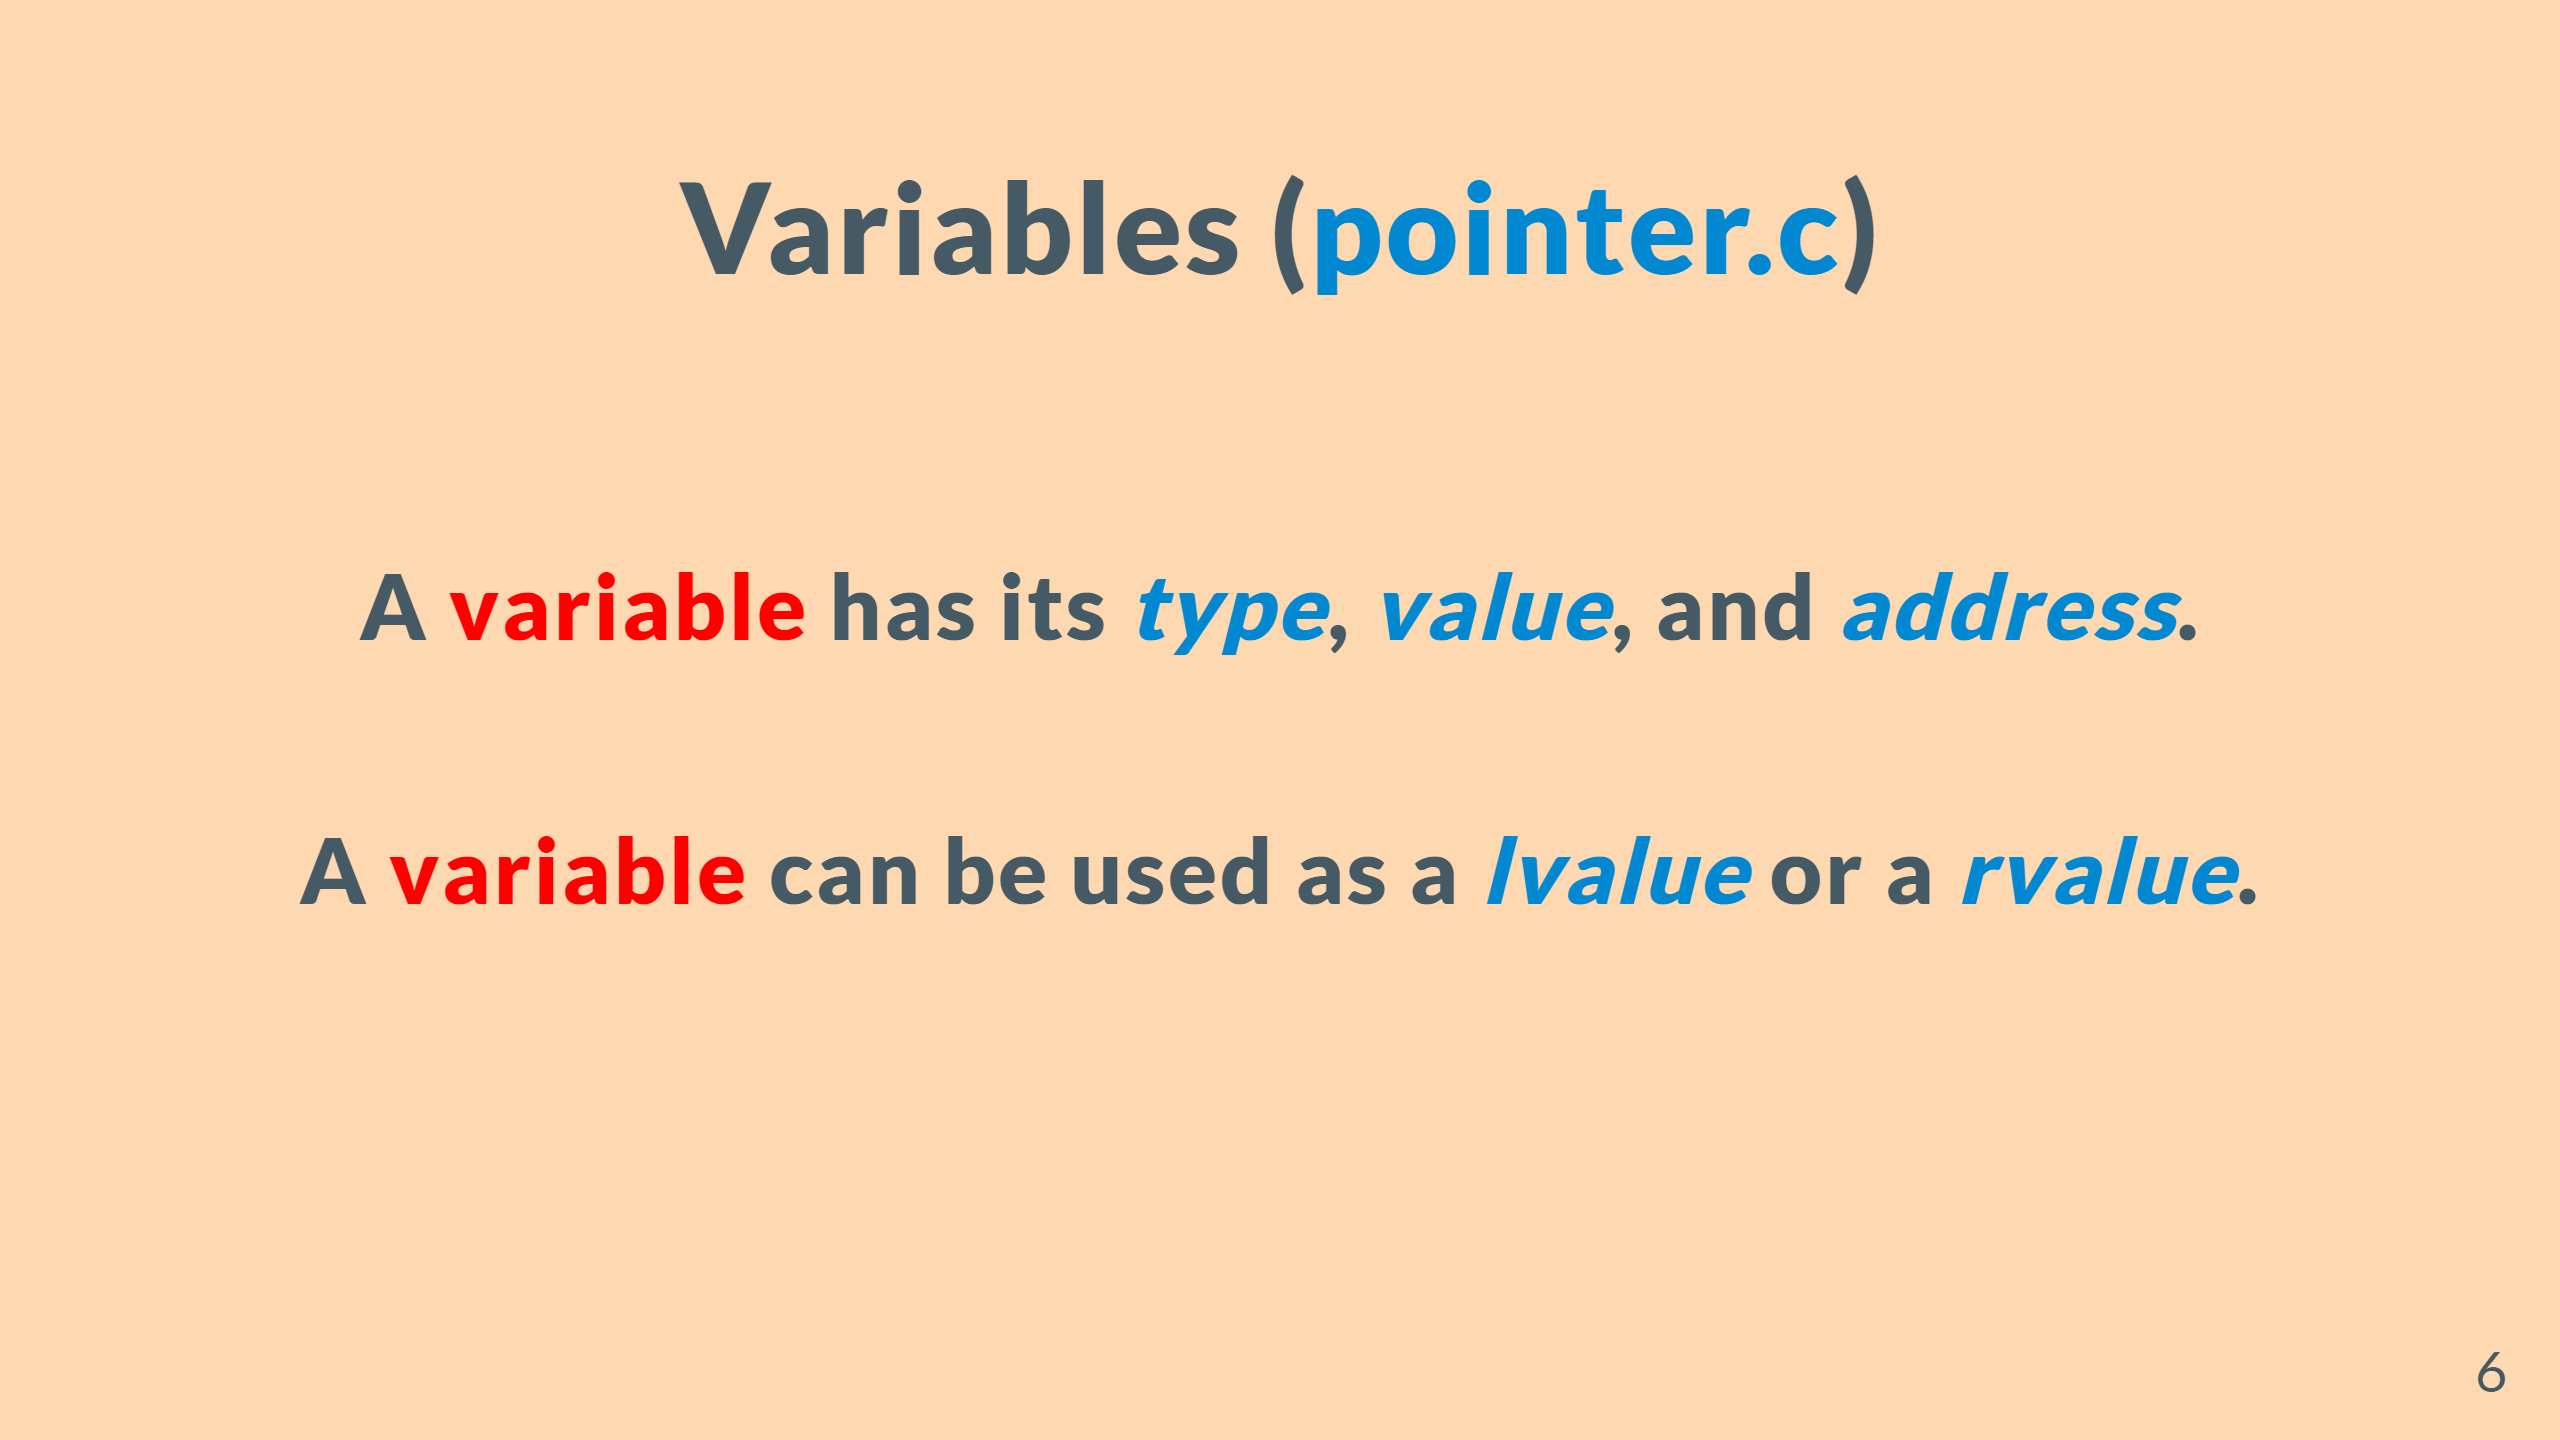 Variables (pointer.c)
A variable has its type, value, and address.
A variable can be used as a lvalue or a rvalue.
6